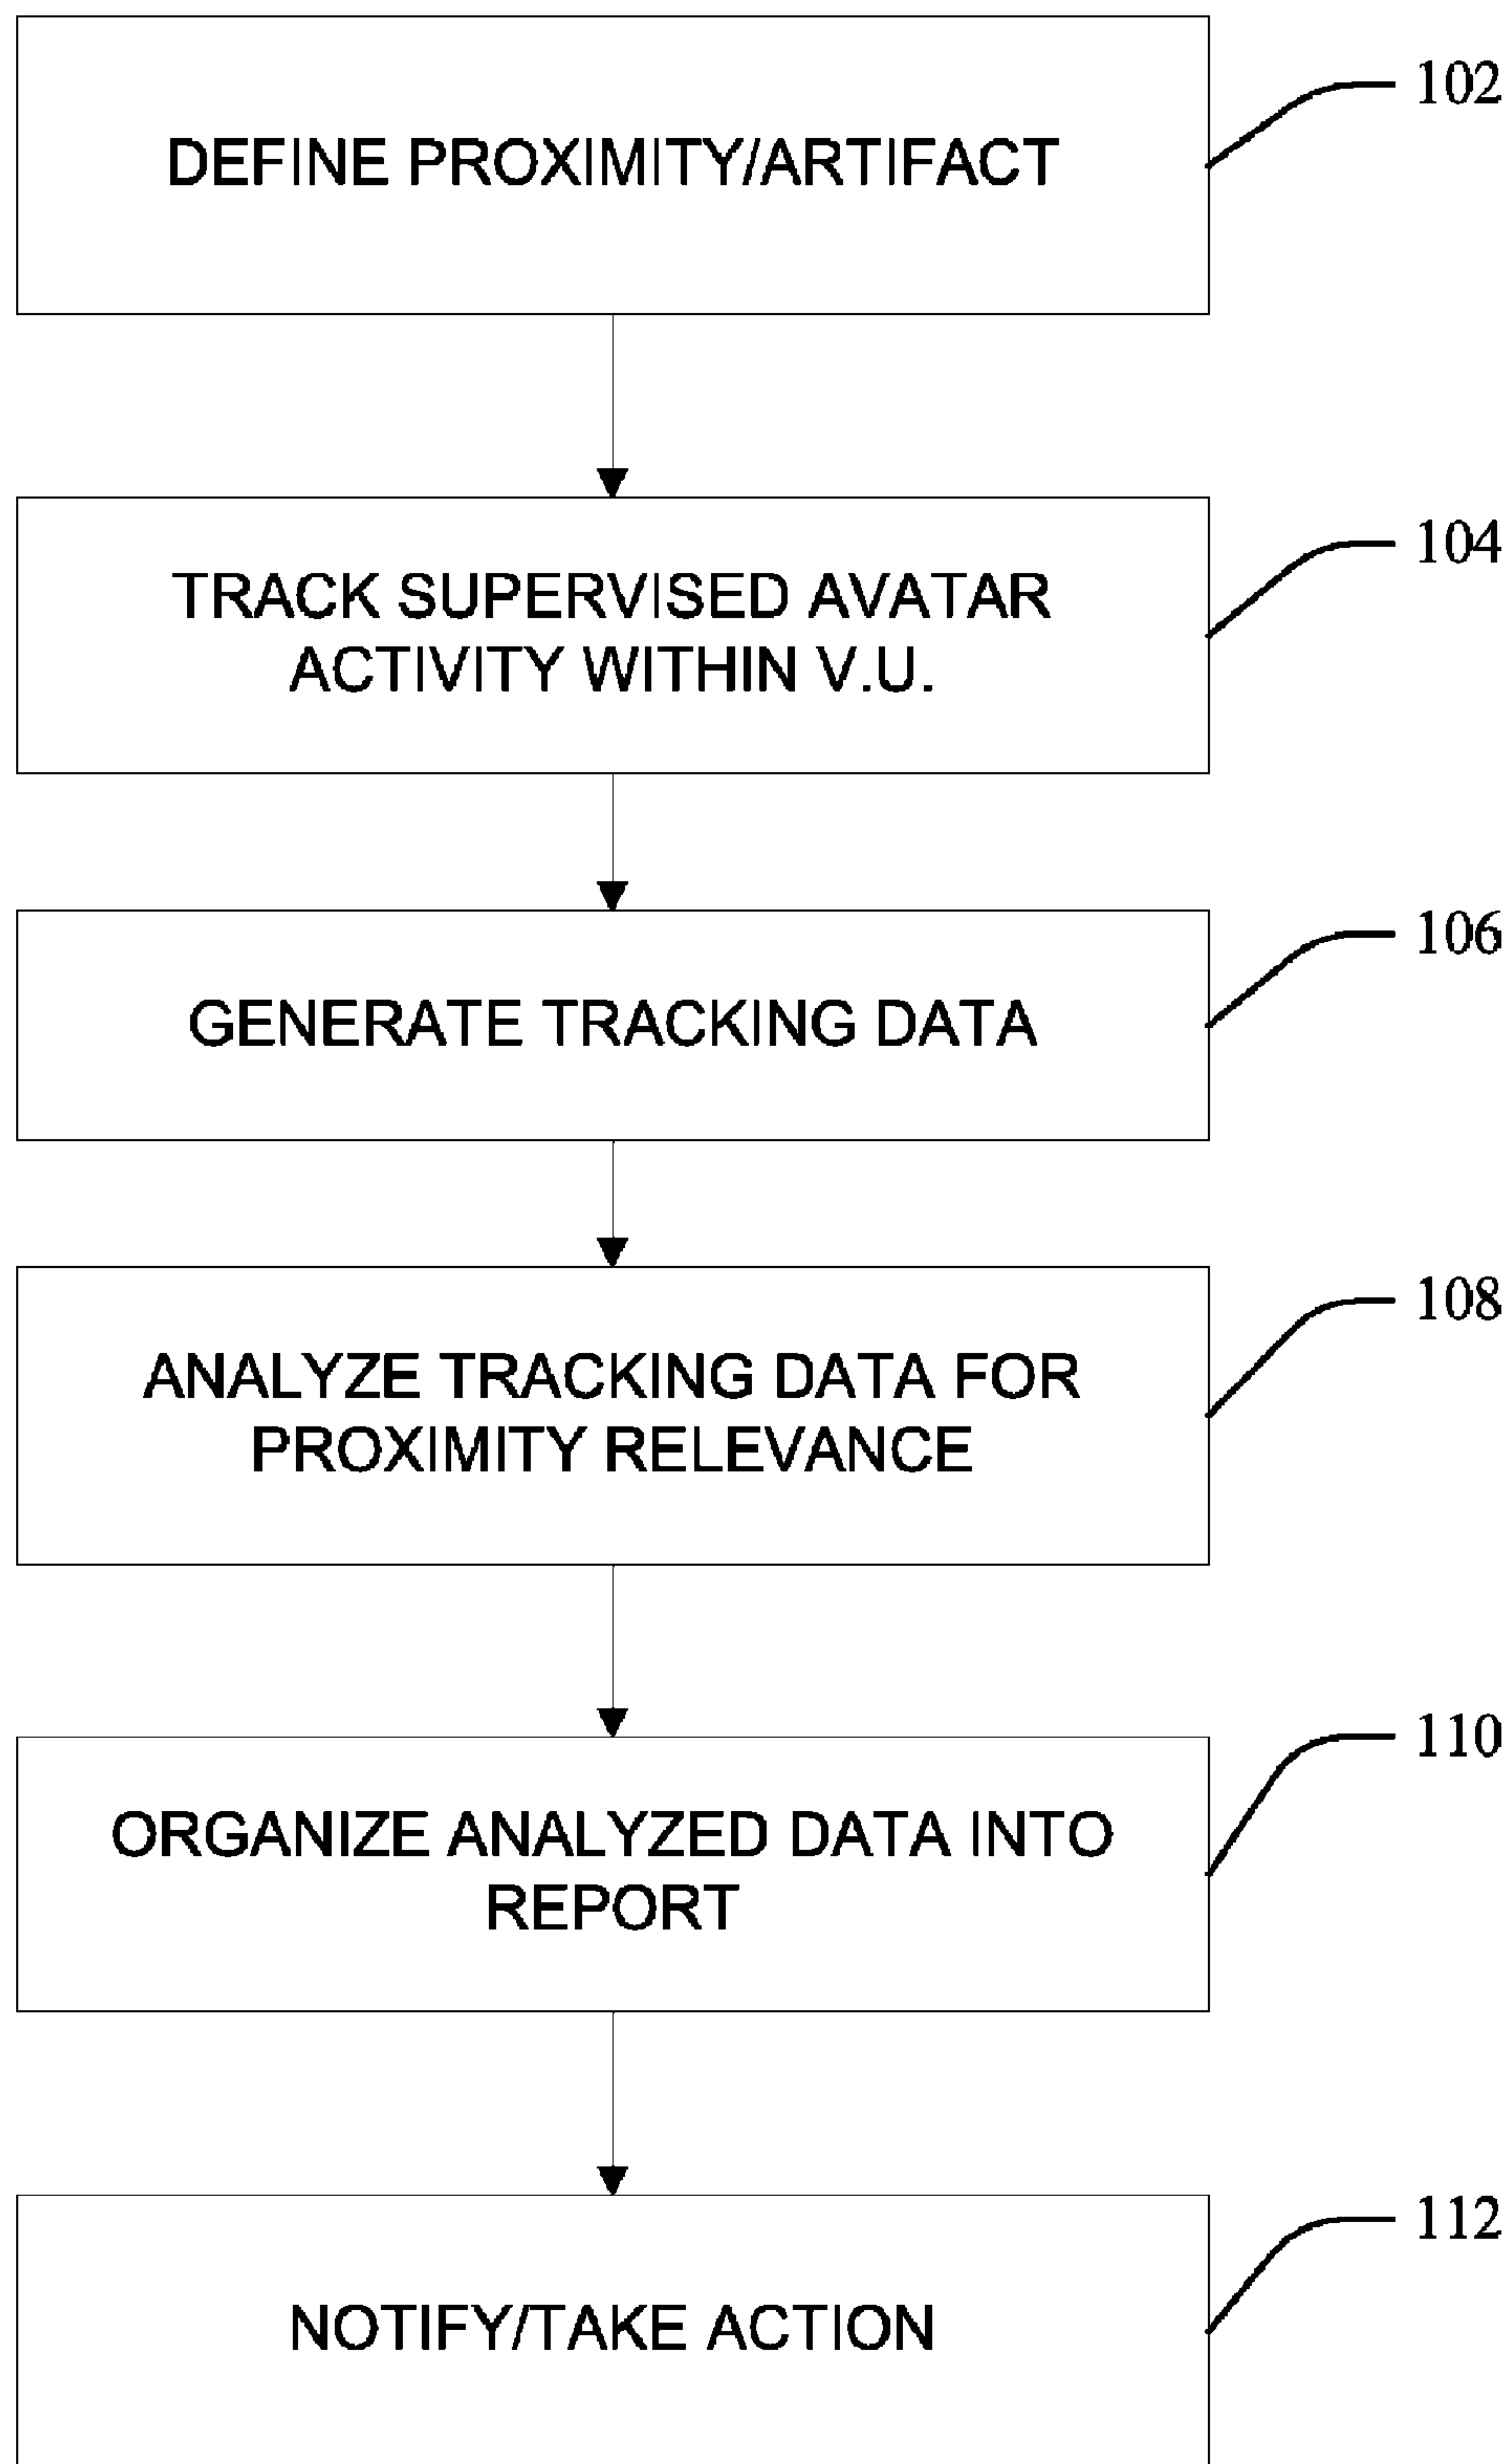 DEFINE PROXIMITY/ARTIFACT
102
TRACK SUPERVISED AVATAR
ACTIVITY WITHIN V.U.
104
GENERATE TRACKING DATA
106
ANALYZE TRACKING DATA FOR
PROXIMITY RELEVANCE
108
ORGANIZE ANALYZED DATA INTO
REPORT
110
NOTIFY/TAKE ACTION
112